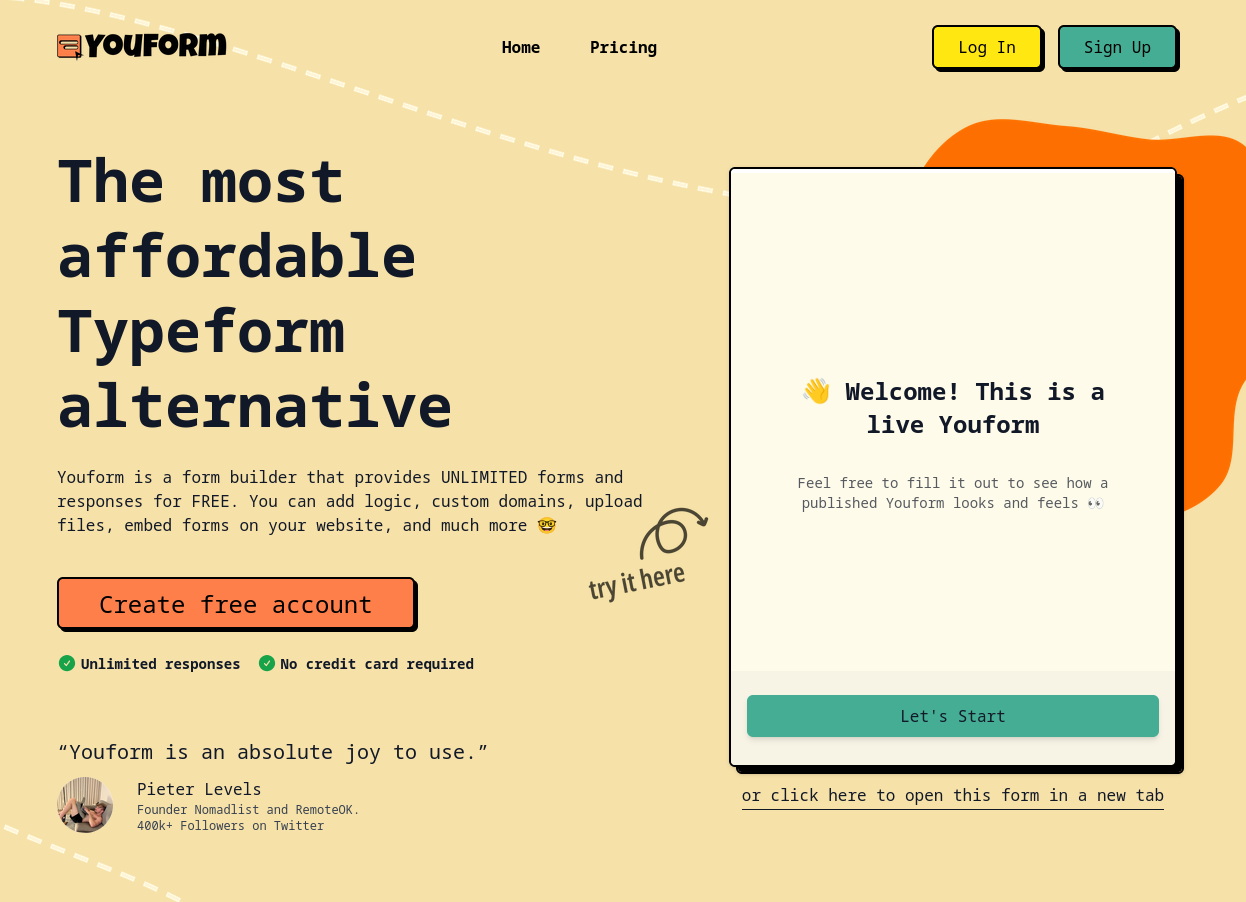 YOUFORM
Home
Pricing
Log In
Sign Up
The most
affordable
Typeform
alternative
Youform is a form builder that provides UNLIMITED forms and
responses for FREE. You can add logic, custom domains, upload
files, embed forms on your website, and much more 🤓
try it here
Create free account
Unlimited responses
No credit card required
“Youform is an absolute joy to use.”
Pieter Levels
Founder Nomadlist and RemoteOK.
400k+ Followers on Twitter
👋 Welcome! This is a
live Youform
Feel free to fill it out to see how a
published Youform looks and feels 👀
Let's Start
or click here to open this form in a new tab